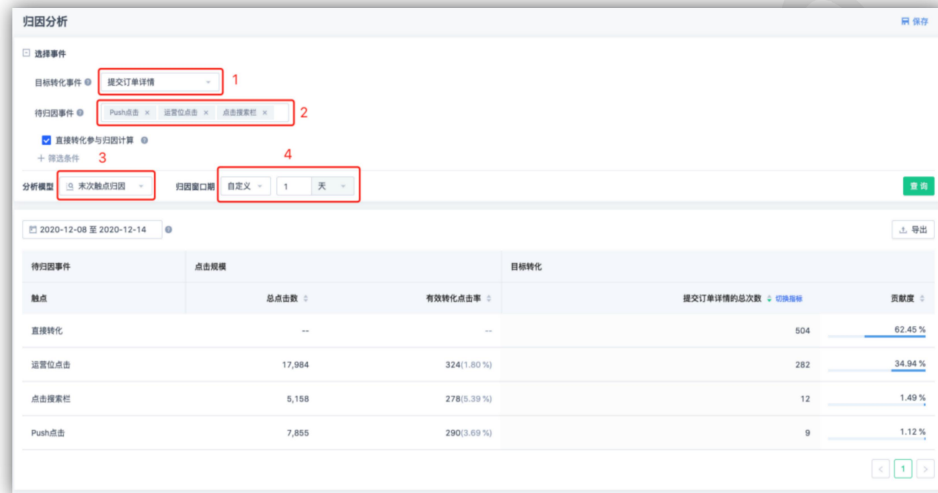 归因分析 保存
选择事件
目标转化事件 提交订单详情 1
待归因事件 Push点击 × 运营位点击 × 点击搜索栏 × 2
直接转化参与归因计算
+ 筛选条件 3 4
分析模型 末次触点归因 归因窗口期 自定义 1 天 查询
2020-12-08 至 2020-12-14 导出
待归因事件 点击规模 目标转化
触点 总点击数 有效转化点击率 提交订单详情的总次数 切换指标 贡献度
直接转化 -- -- 504 62.45 %
运营位点击 17,984 324(1.80 %) 282 34.94 %
点击搜索栏 5,158 278(5.39 %) 12 1.49 %
Push点击 7,855 290(3.69 %) 9 1.12 %
< 1 >